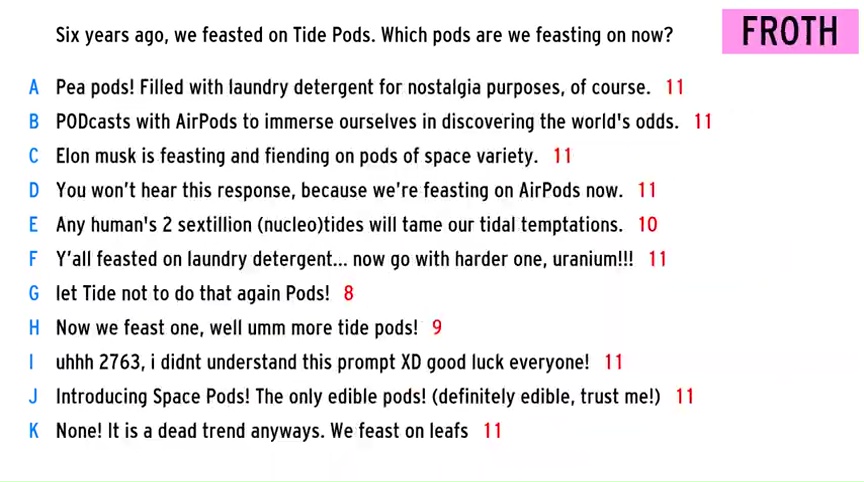 Six years ago, we feasted on Tide Pods. Which pods are we feasting on now?
FROTH
A Pea pods! Filled with laundry detergent for nostalgia purposes, of course. 11
B PODcasts with AirPods to immerse ourselves in discovering the world's odds. 11
C Elon musk is feasting and fiending on pods of space variety. 11
D You won't hear this response, because we're feasting on AirPods now. 11
E Any human's 2 sextillion (nucleo)tides will tame our tidal temptations. 10
F Y'all feasted on laundry detergent... now go with harder one, uranium!!! 11
G let Tide not to do that again Pods! 8
H Now we feast one, well umm more tide pods! 9
I uhhh 2763, i didnt understand this prompt XD good luck everyone! 11
J Introducing Space Pods! The only edible pods! (definitely edible, trust me!) 11
K None! It is a dead trend anyways. We feast on leafs 11